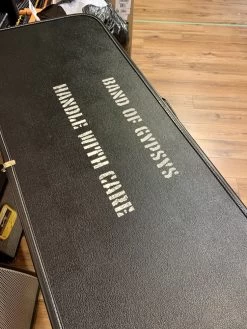 BAND OF GYPSYS
HANDLE WITH CARE